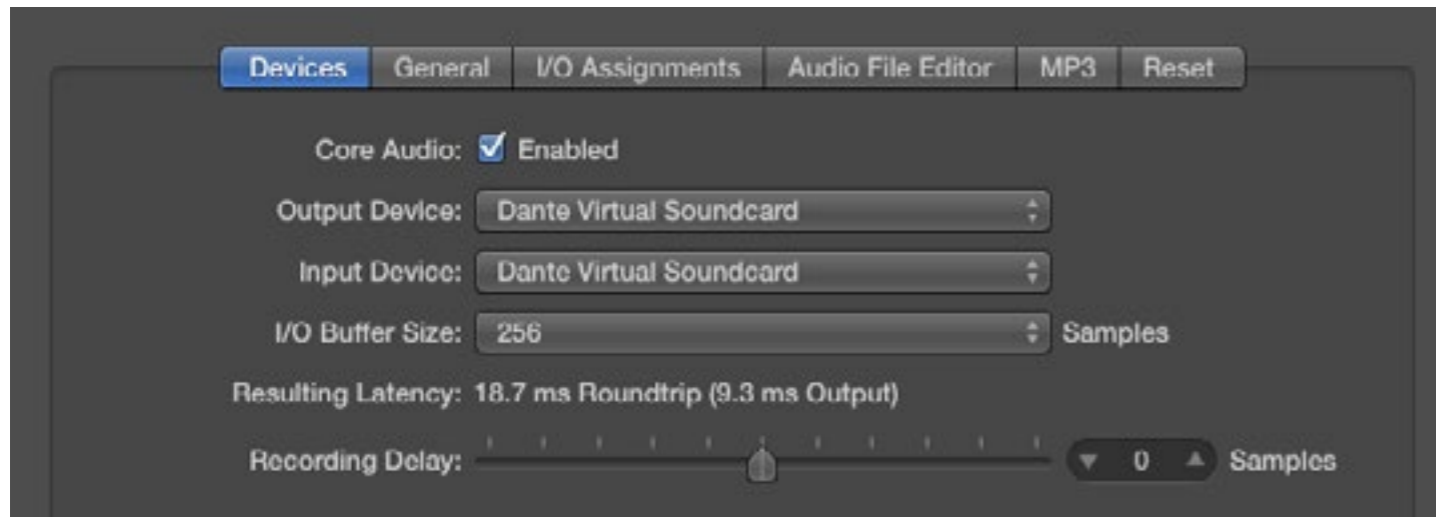 Devices General I/O Assignments Audio File Editor MP3 Reset
Core Audio: Enabled
Output Device: Dante Virtual Soundcard
Input Device: Dante Virtual Soundcard
I/O Buffer Size: 256 Samples
Resulting Latency: 18.7 ms Roundtrip (9.3 ms Output)
Recording Delay: 0 Samples